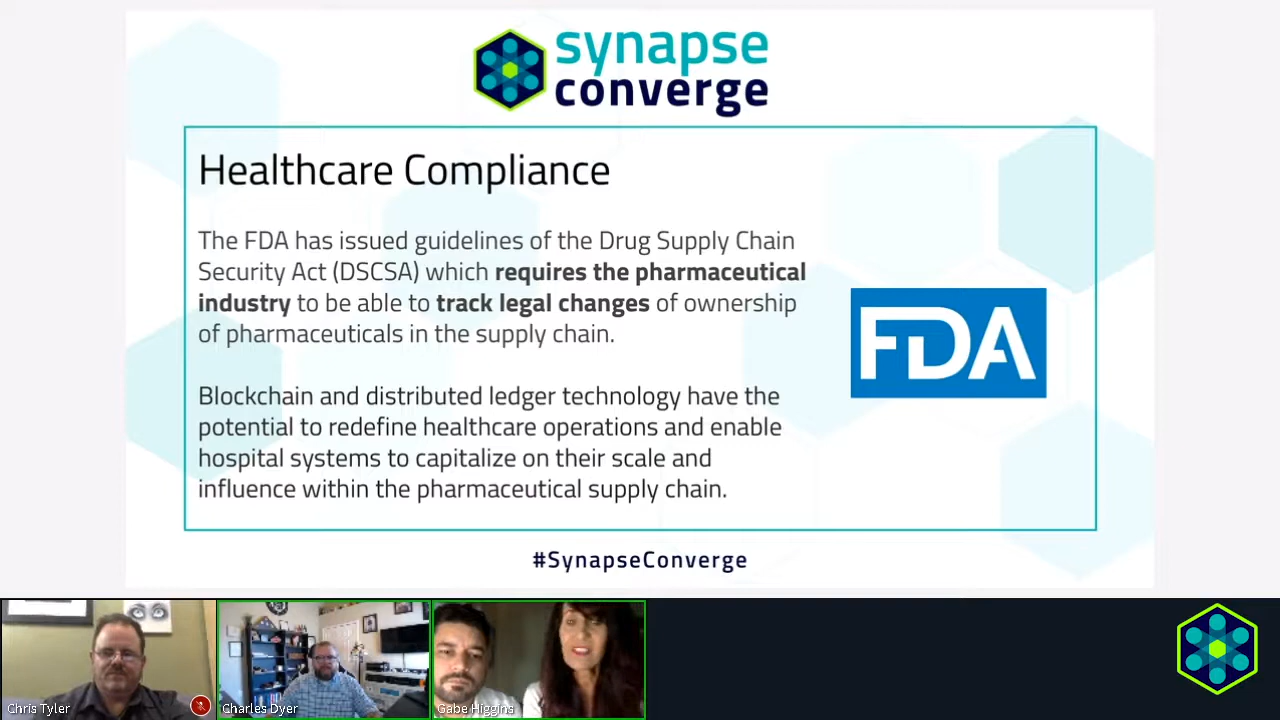 synapse
converge
Healthcare Compliance
The FDA has issued guidelines of the Drug Supply Chain
Security Act (DSCSA) which requires the pharmaceutical
industry to be able to track legal changes of ownership
of pharmaceuticals in the supply chain.
FDA
Blockchain and distributed ledger technology have the
potential to redefine healthcare operations and enable
hospital systems to capitalize on their scale and
influence within the pharmaceutical supply chain.
#SynapseConverge
Chris Tyler
Charles Dyer
Gabe Higgins